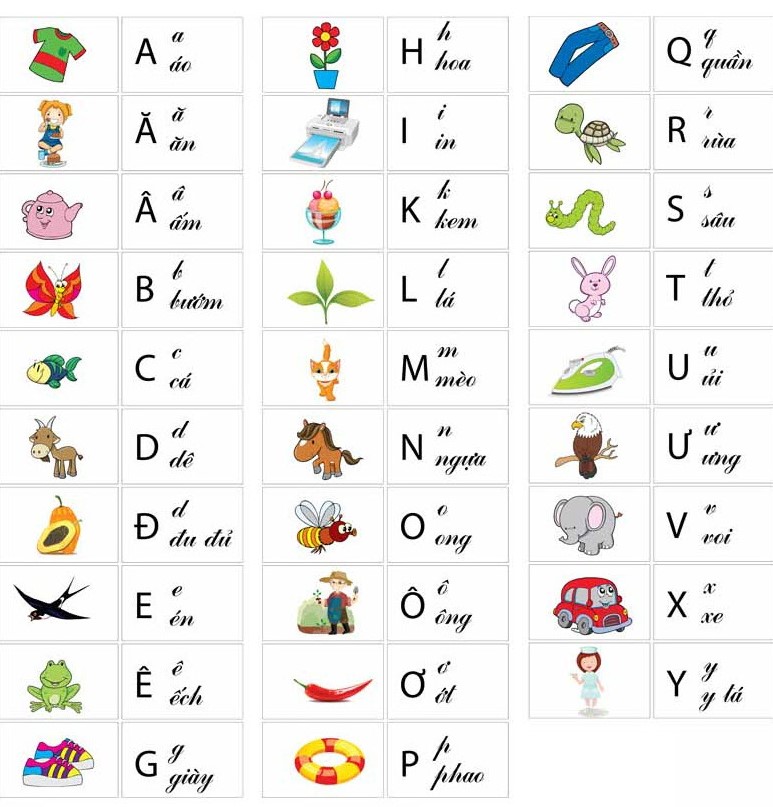 A a
áo
Ă ă
ăn
Â â
ấm
B b
bướm
C c
cá
D d
dê
Đ d
đu đủ
E e
én
Ê ê
ếch
G g
giày
H h
hoa
I i
in
K k
kem
L l
lá
M m
mèo
N n
ngựa
O o
ong
Ô ô
ông
Ơ ơ
ớt
P p
phao
Q q
quần
R r
rùa
S s
sâu
T t
thỏ
U u
ủi
Ư ư
ưng
V v
voi
X x
xe
Y y
y tá